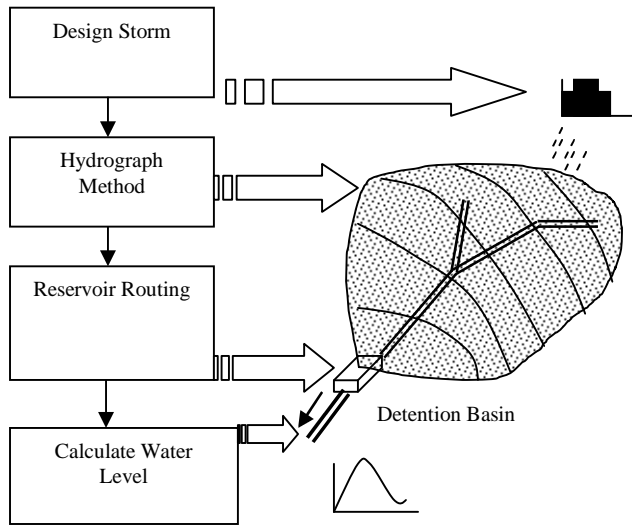 Design Storm
Hydrograph
Method
Reservoir Routing
Detention Basin
Calculate Water
Level